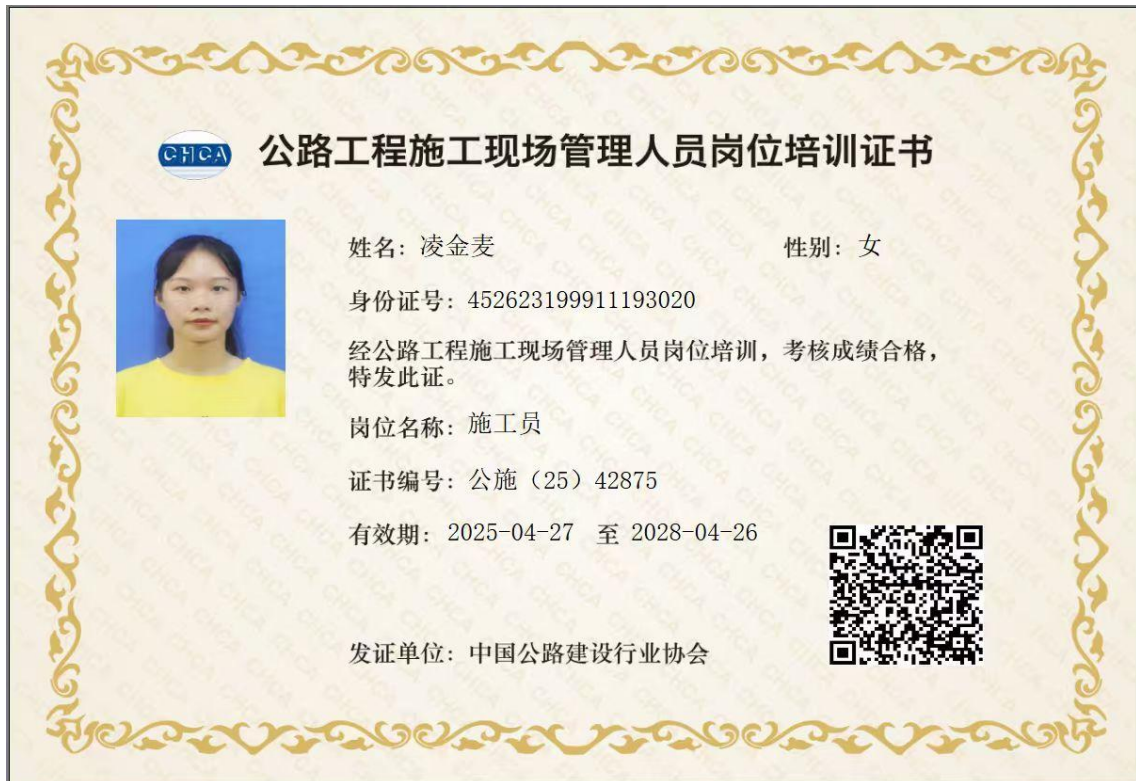 CHCA 公路工程施工现场管理人员岗位培训证书
姓名：凌金麦 性别：女
身份证号：452623199911193020
经公路工程施工现场管理人员岗位培训，考核成绩合格，
特发此证。
岗位名称：施工员
证书编号：公施（25）42875
有效期：2025-04-27 至 2028-04-26
发证单位：中国公路建设行业协会